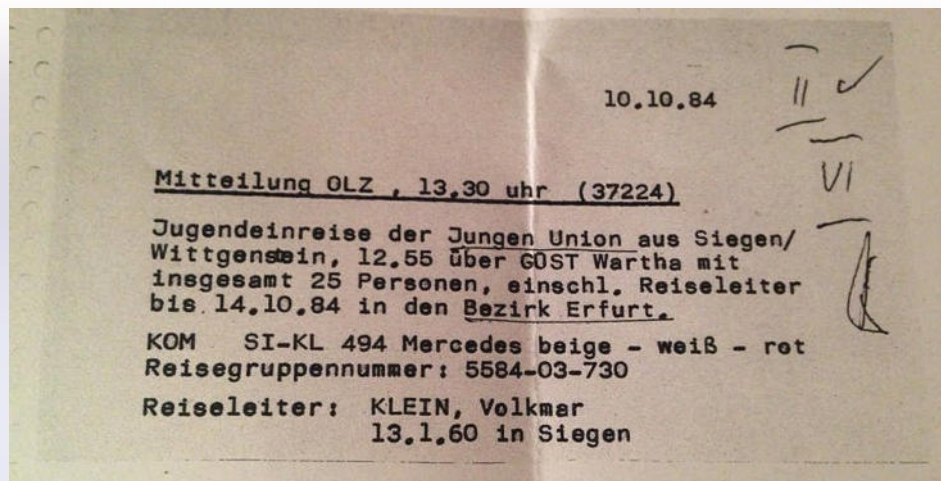 10.10.84
II ✓
VI
Mitteilung OLZ , 13.30 uhr (37224)
Jugendeinreise der Jungen Union aus Siegen/
Wittgenstein, 12.55 über GÜST Wartha mit
insgesamt 25 Personen, einschl. Reiseleiter
bis 14.10.84 in den Bezirk Erfurt.
KOM SI-KL 494 Mercedes beige - weiß - rot
Reisegruppennummer: 5584-03-730
Reiseleiter: KLEIN, Volkmar
13.1.60 in Siegen